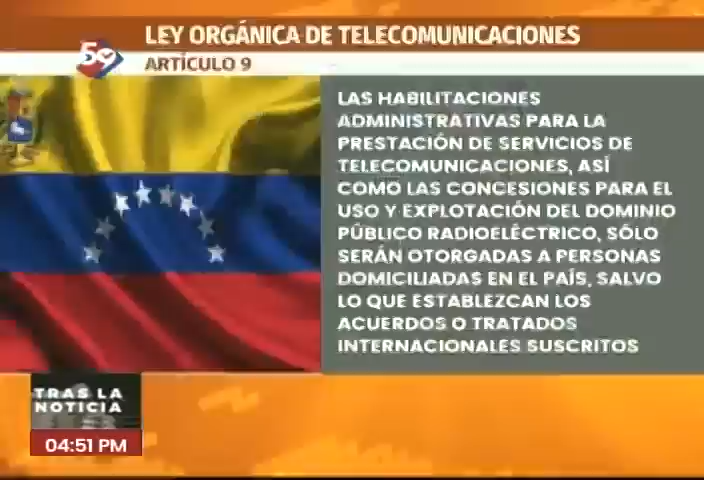 LEY ORGÁNICA DE TELECOMUNICACIONES
59
ARTÍCULO 9
LAS HABILITACIONES
ADMINISTRATIVAS PARA LA
PRESTACIÓN DE SERVICIOS DE
TELECOMUNICACIONES, ASÍ
COMO LAS CONCESIONES PARA EL
USO Y EXPLOTACIÓN DEL DOMINIO
PÚBLICO RADIOELÉCTRICO, SÓLO
SERÁN OTORGADAS A PERSONAS
DOMICILIADAS EN EL PAÍS, SALVO
LO QUE ESTABLEZCAN LOS
ACUERDOS O TRATADOS
INTERNACIONALES SUSCRITOS
TRAS LA
NOTICIA
04:51 PM